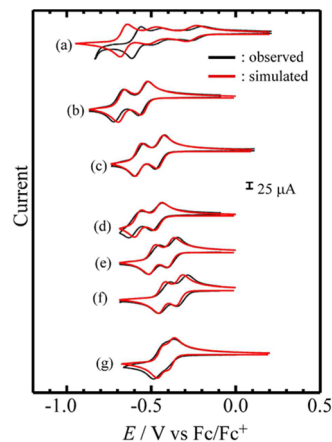 (a)
: observed
: simulated
(b)
(c)
25 μA
(d)
(e)
(f)
(g)
Current
-1.0 -0.5 0.0 0.5
E / V vs Fc/Fc⁺